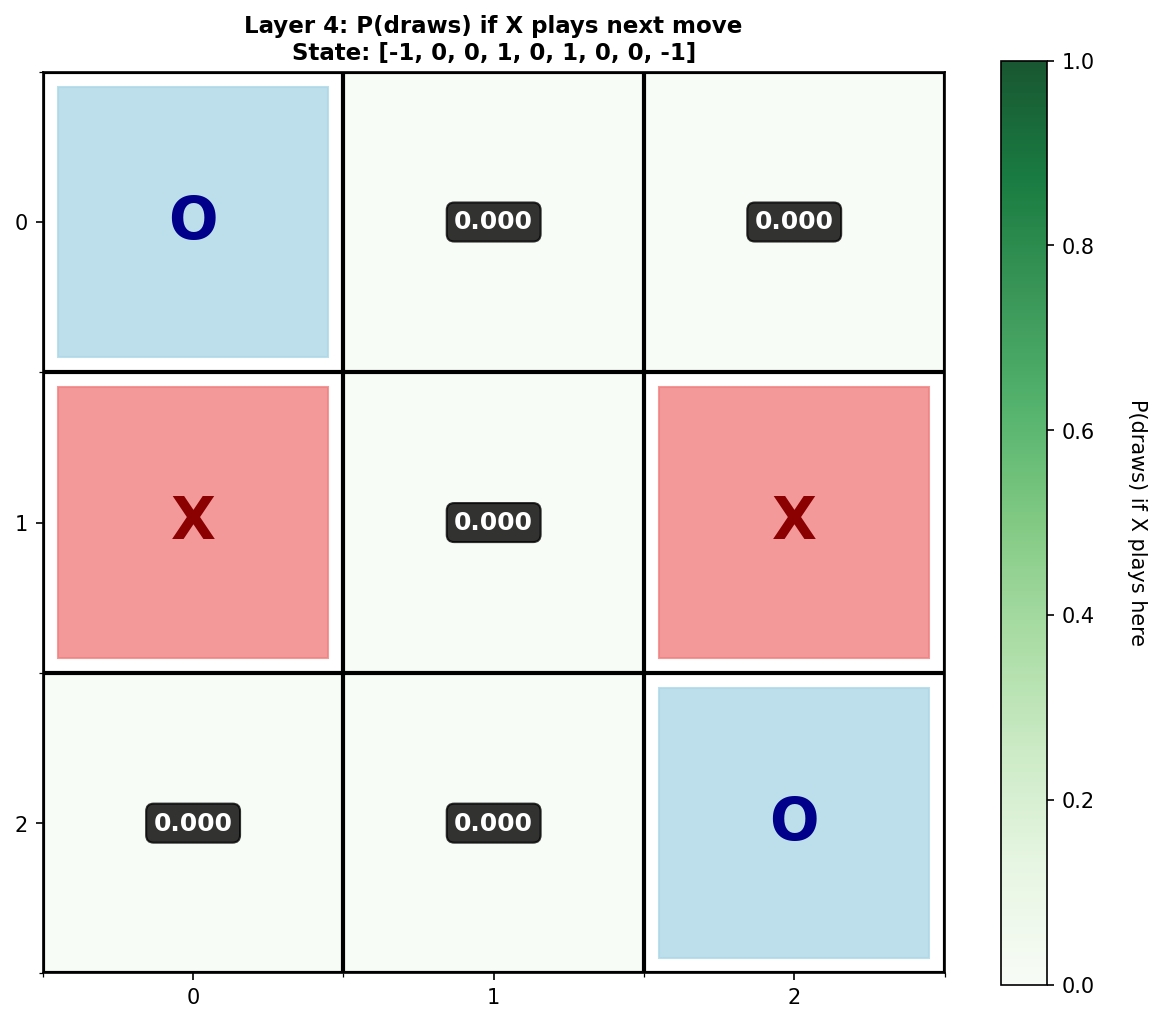 Layer 4: P(draws) if X plays next move
State: [-1, 0, 0, 1, 0, 1, 0, 0, -1]
O
0.000
0.000
X
0.000
X
0.000
0.000
O
0
1
2
0
1
2
1.0
0.8
0.6
0.4
0.2
0.0
P(draws) if X plays here